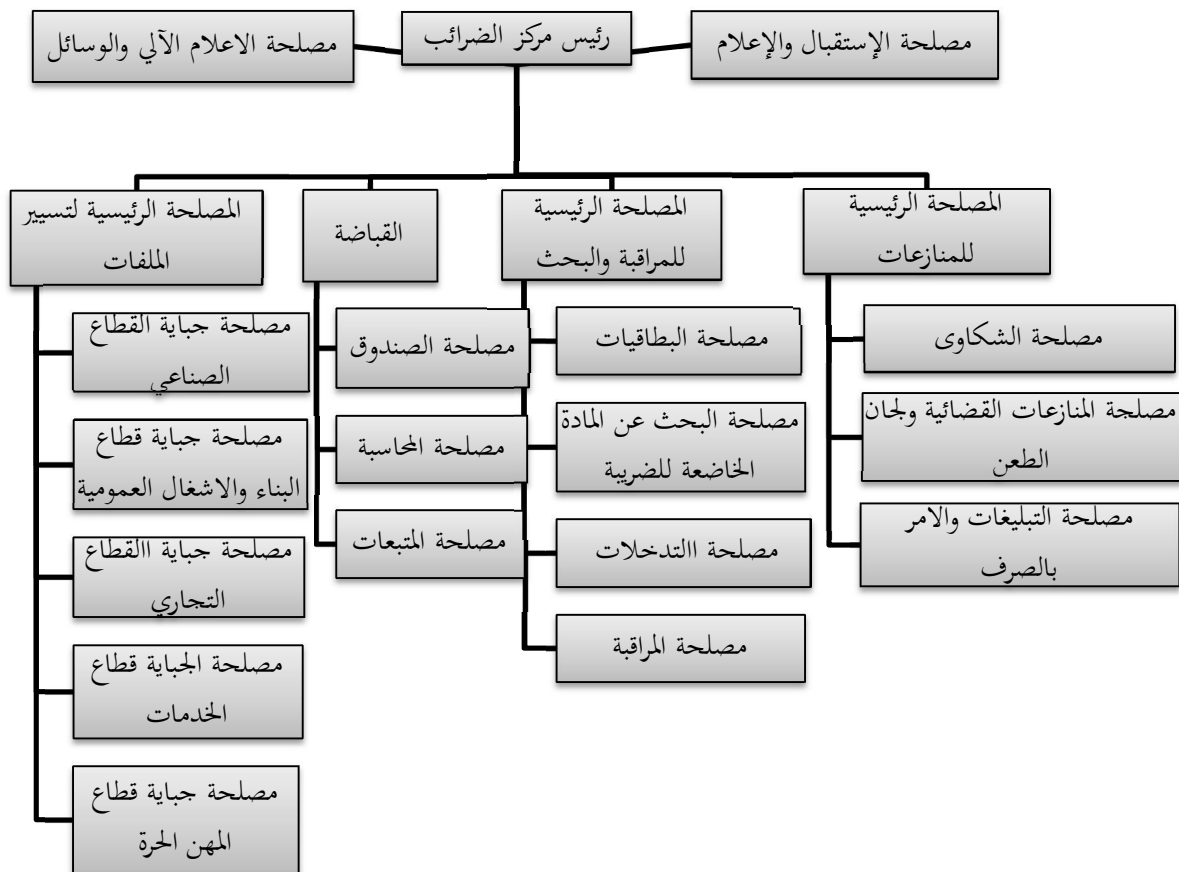 مصلحة الإستقبال والإعلام
رئيس مركز الضرائب
مصلحة الاعلام الآلي والوسائل
المصلحة الرئيسية
للمنازعات
مصلحة الشكاوى
مصلجة المنازعات القضائية ولجان
الطعن
مصلحة التبليغات والامر
بالصرف
المصلحة الرئيسية
للمراقبة والبحث
مصلحة البطاقيات
مصلحة البحث عن المادة
الخاضعة للضريبة
مصلحة االتدخلات
مصلحة المراقبة
القباضة
مصلحة الصندوق
مصلحة المحاسبة
مصلحة المتبعات
المصلحة الرئيسية لتسيير
الملفات
مصلحة جباية القطاع
الصناعي
مصلحة جباية قطاع
البناء والاشغال العمومية
مصلحة جباية االقطاع
التجاري
مصلحة الجباية قطاع
الخدمات
مصلحة جباية قطاع
المهن الحرة